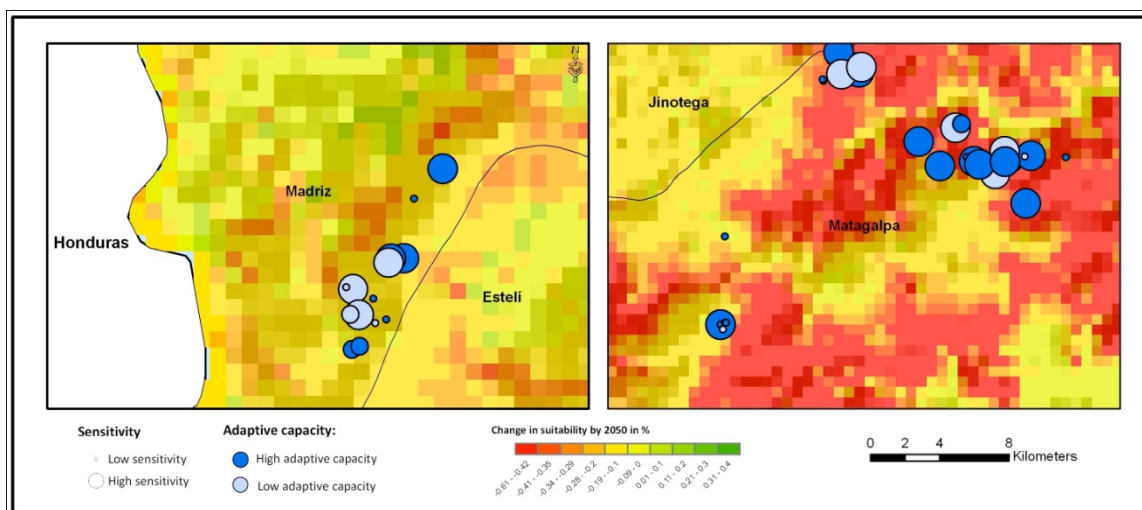 Madriz
Honduras
Estelí
Jinotega
Matagalpa
N
Sensitivity
Low sensitivity
High sensitivity
Adaptive capacity:
High adaptive capacity
Low adaptive capacity
Change in suitability by 2050 in %
-0.61 - -0.42
-0.41 - -0.35
-0.34 - -0.29
-0.28 - -0.2
-0.19 - -0.1
-0.09 - 0
0.01 - 0.1
0.11 - 0.2
0.21 - 0.3
0.31 - 0.4
0 2 4 8
Kilometers